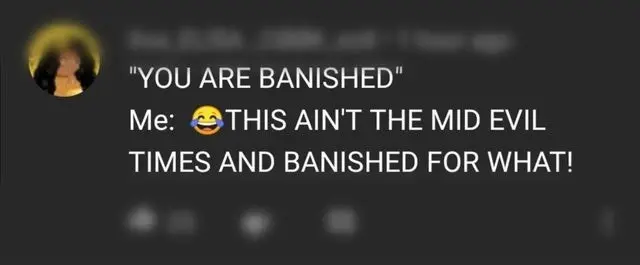 "YOU ARE BANISHED"
Me: 😂THIS AIN'T THE MID EVIL
TIMES AND BANISHED FOR WHAT!